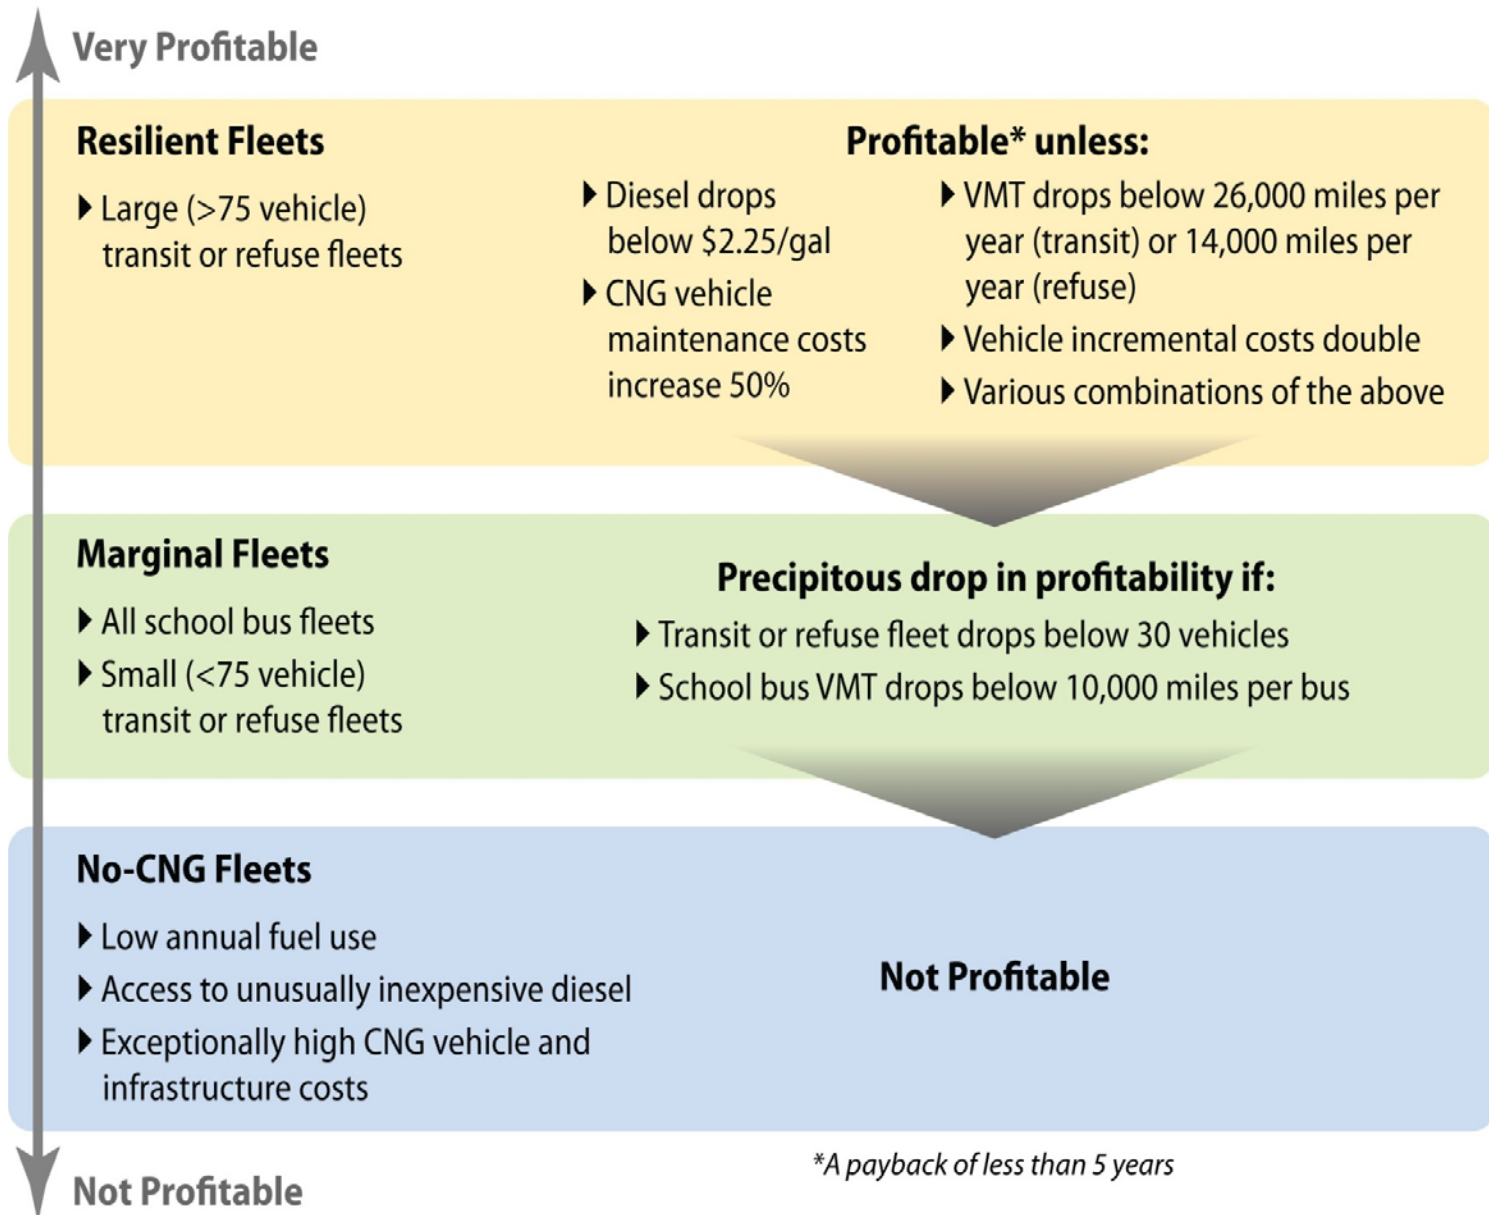 Very Profitable
Resilient Fleets
▶ Large (>75 vehicle)
transit or refuse fleets
Profitable* unless:
▶ Diesel drops
below $2.25/gal
▶ CNG vehicle
maintenance costs
increase 50%
▶ VMT drops below 26,000 miles per
year (transit) or 14,000 miles per
year (refuse)
▶ Vehicle incremental costs double
▶ Various combinations of the above
Marginal Fleets
▶ All school bus fleets
▶ Small (<75 vehicle)
transit or refuse fleets
Precipitous drop in profitability if:
▶ Transit or refuse fleet drops below 30 vehicles
▶ School bus VMT drops below 10,000 miles per bus
No-CNG Fleets
▶ Low annual fuel use
▶ Access to unusually inexpensive diesel
▶ Exceptionally high CNG vehicle and
infrastructure costs
Not Profitable
*A payback of less than 5 years
Not Profitable